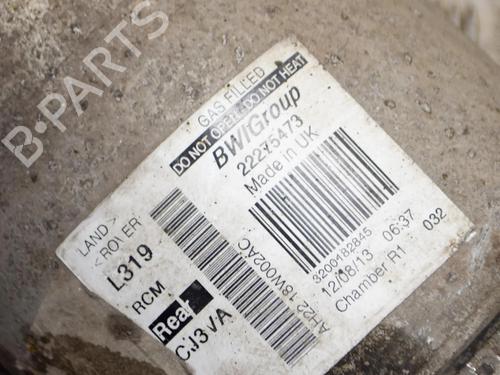 B·PARTS
GAS FILLED
DO NOT OPEN - DO NOT HEAT
BWIGroup
22275473
Made in UK
3200182845
12/08/13 06:37
Chamber R1 032
LAND >
< ROVER
L319
RCM
Rear
CJ3VA
AH22 18W002AC